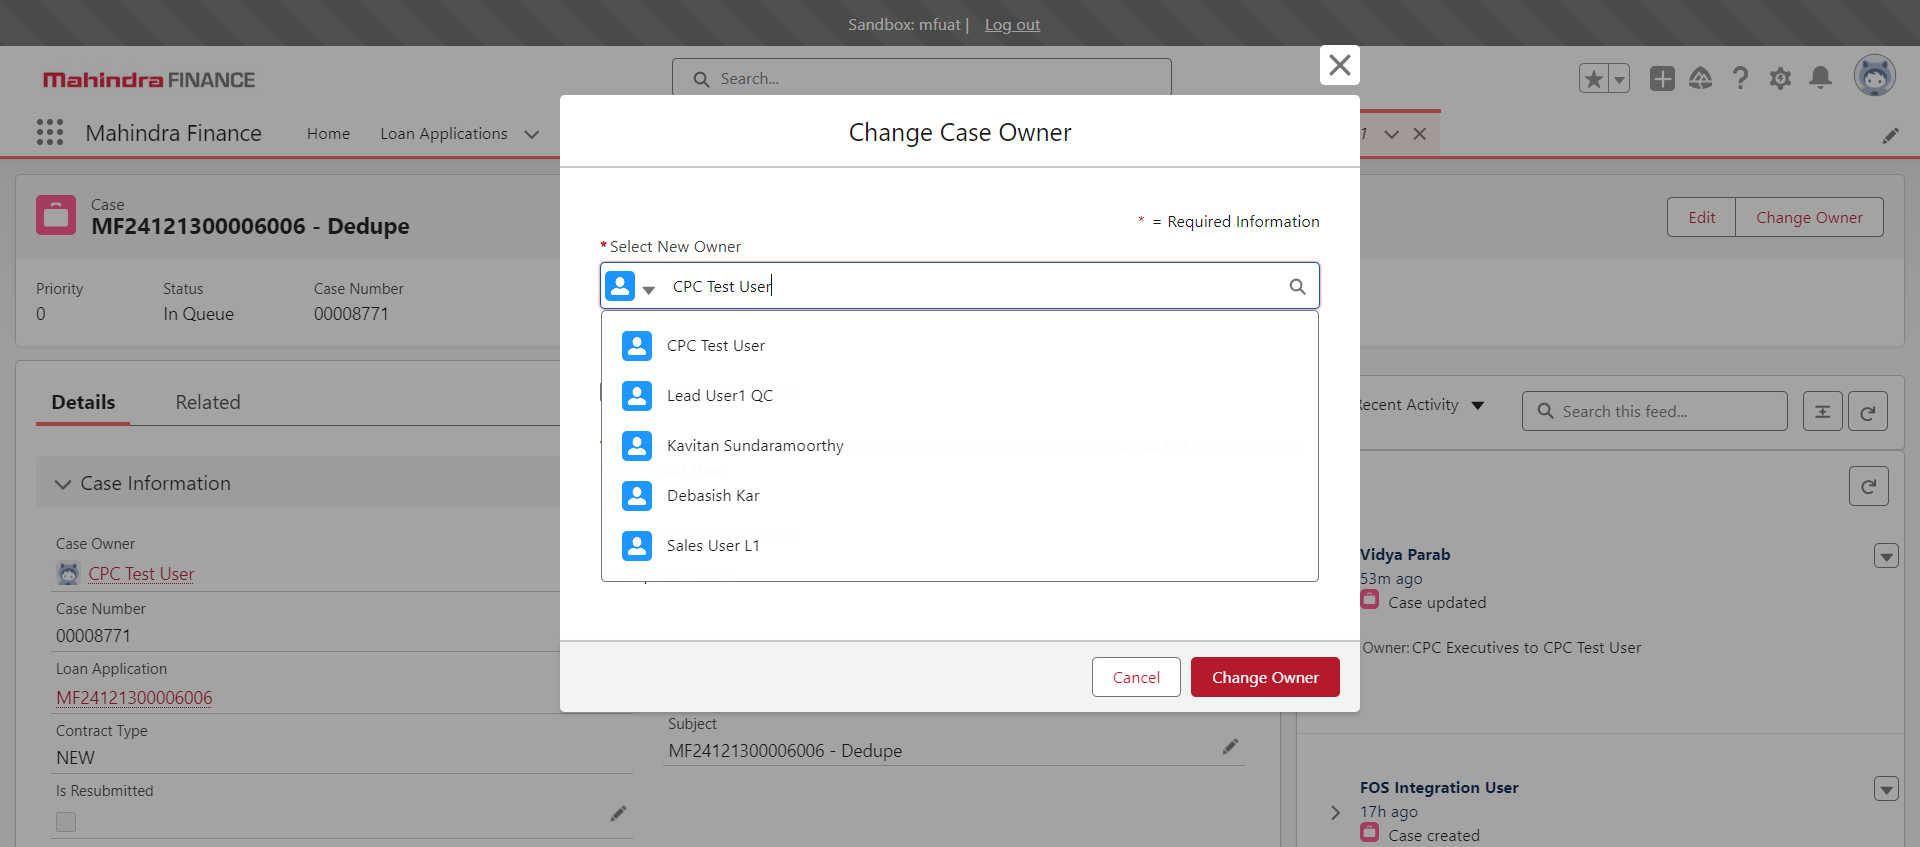 Sandbox: mfuat | Log out
Mahindra FINANCE
Search...
Mahindra Finance
Home
Loan Applications
1
Case
MF24121300006006 - Dedupe
Edit
Change Owner
Priority
0
Status
In Queue
Case Number
00008771
Change Case Owner
* = Required Information
* Select New Owner
CPC Test User
CPC Test User
Lead User1 QC
Kavitan Sundaramoorthy
Debasish Kar
Sales User L1
Cancel
Change Owner
Details
Related
Case Information
Case Owner
CPC Test User
Case Number
00008771
Loan Application
MF24121300006006
Contract Type
NEW
Is Resubmitted
Subject
MF24121300006006 - Dedupe
ecent Activity
Search this feed...
Vidya Parab
53m ago
Case updated
Owner: CPC Executives to CPC Test User
FOS Integration User
17h ago
Case created